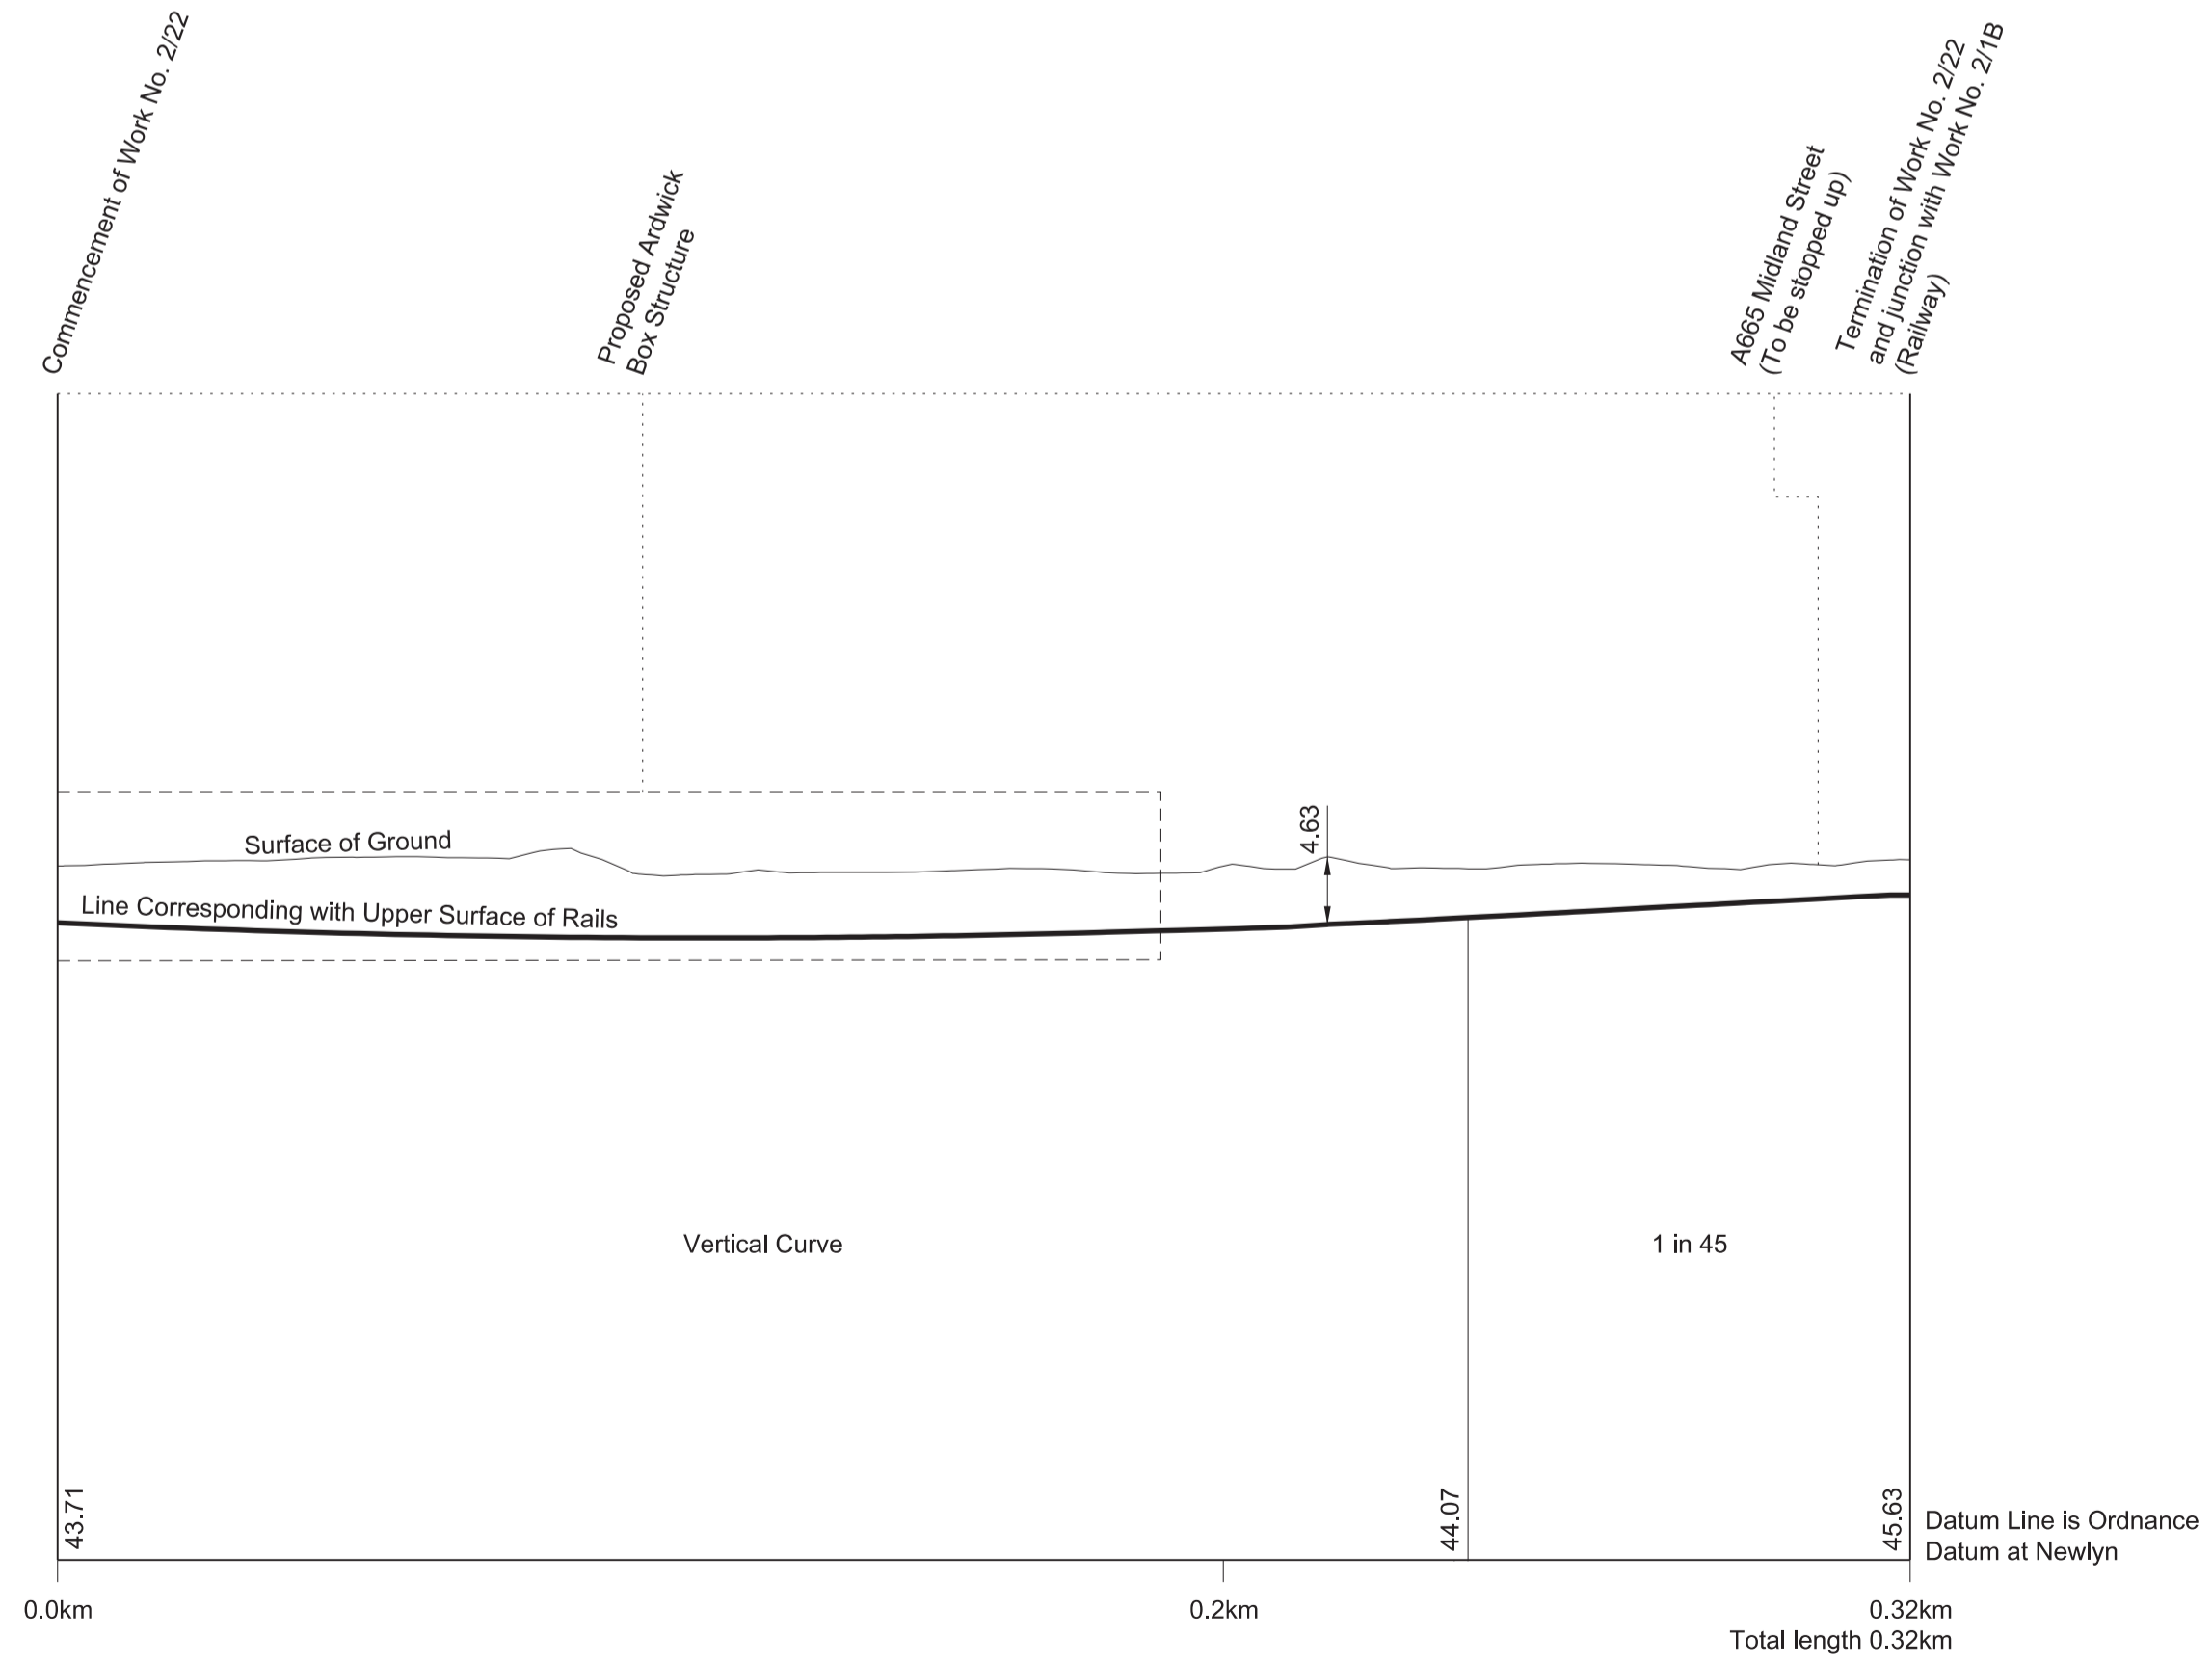 Commencement of Work No. 2/22
Proposed Ardwick
Box Structure
A665 Midland Street
(To be stopped up)
Termination of Work No. 2/22
and junction with Work No. 2/1B
(Railway)
4.63
Surface of Ground
Line Corresponding with Upper Surface of Rails
Vertical Curve
1 in 45
43.71
44.07
45.63
Datum Line is Ordnance
Datum at Newlyn
0.0km
0.2km
0.32km
Total length 0.32km